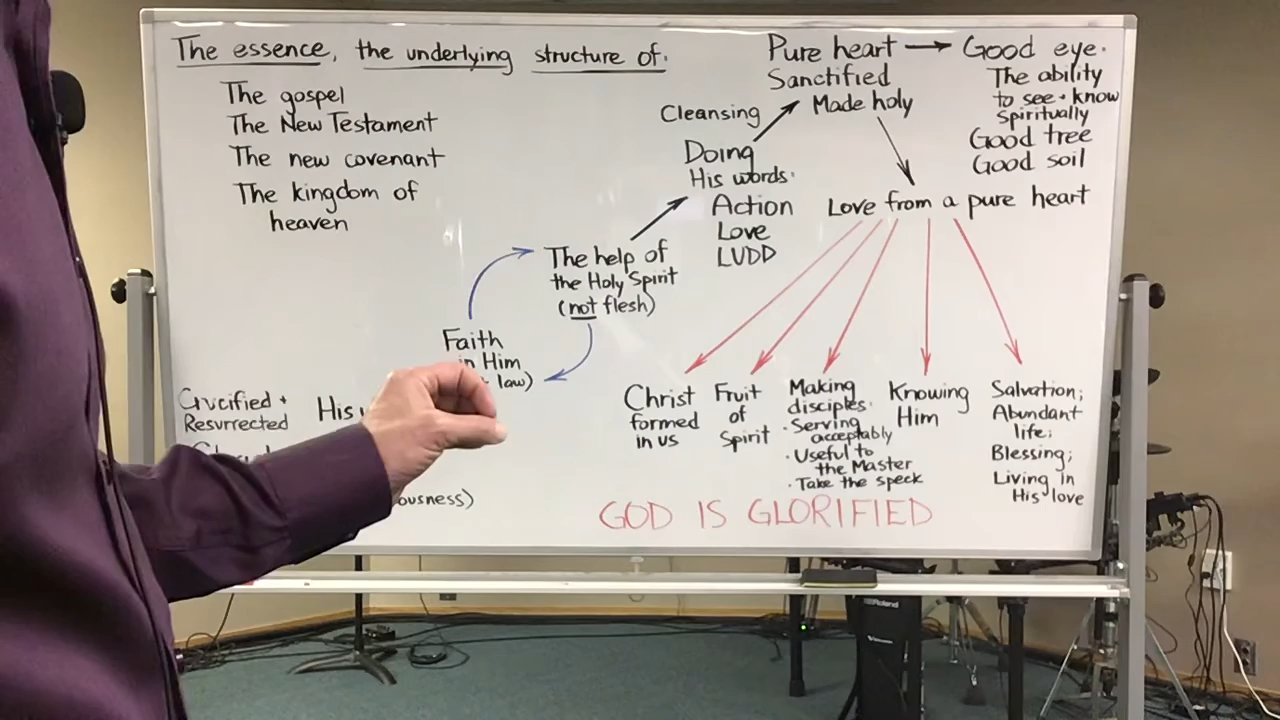 The essence, the underlying structure of:
The gospel
The New Testament
The new covenant
The kingdom of
heaven
Pure heart → Good eye.
Sanctified
Made holy
The ability
to see + know
spiritually
Good tree
Good soil
Cleansing
Doing
His words.
Action
Love
LUDD
Love from a pure heart
The help of
the Holy Spirit
(not flesh)
Faith
in Him
law)
Crucified +
Resurrected
His
ousness)
Christ
formed
in us
Fruit
of
Spirit
Making
disciples.
· Serving
acceptably
· Useful to
the Master
· Take the speck
Knowing
Him
Salvation;
Abundant
life;
Blessing;
Living in
His love
GOD IS GLORIFIED
Roland